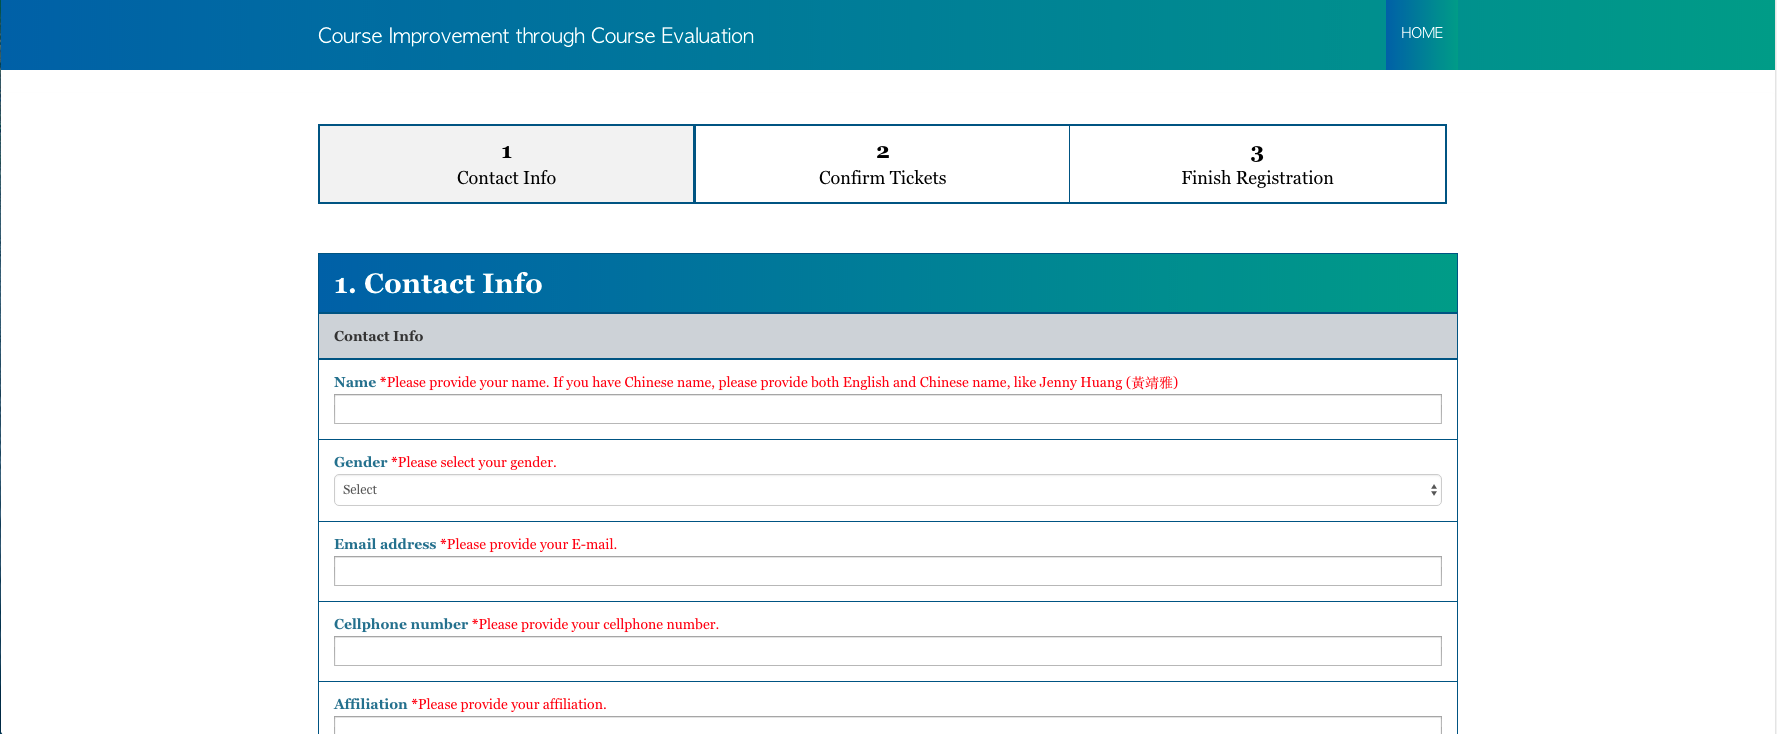 Course Improvement through Course Evaluation
HOME
1
Contact Info
2
Confirm Tickets
3
Finish Registration
1. Contact Info
Contact Info
Name *Please provide your name. If you have Chinese name, please provide both English and Chinese name, like Jenny Huang (黃靖雅)
Gender *Please select your gender.
Select
Email address *Please provide your E-mail.
Cellphone number *Please provide your cellphone number.
Affiliation *Please provide your affiliation.